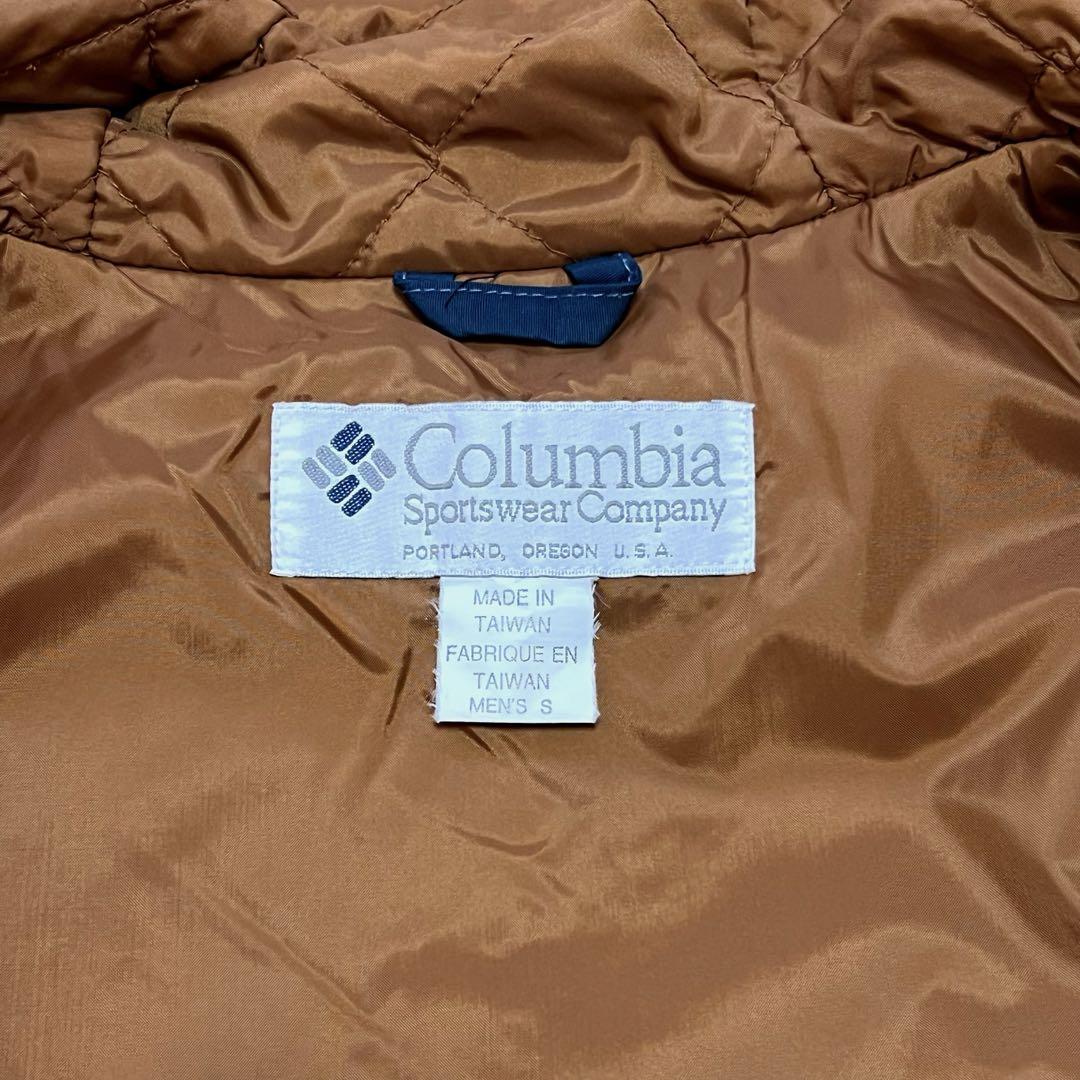 Columbia
Sportswear Company
PORTLAND, OREGON U.S.A.
MADE IN
TAIWAN
FABRIQUE EN
TAIWAN
MEN'S S